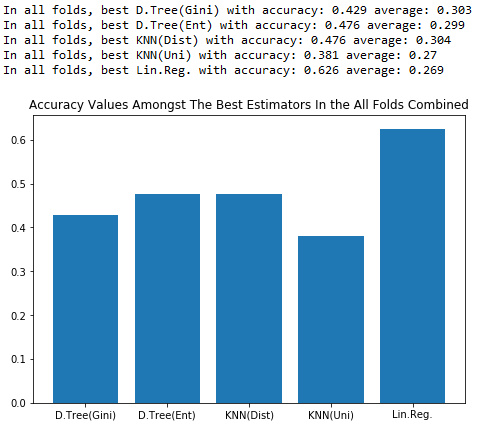 In all folds, best D.Tree(Gini) with accuracy: 0.429 average: 0.303
In all folds, best D.Tree(Ent) with accuracy: 0.476 average: 0.299
In all folds, best KNN(Dist) with accuracy: 0.476 average: 0.304
In all folds, best KNN(Uni) with accuracy: 0.381 average: 0.27
In all folds, best Lin.Reg. with accuracy: 0.626 average: 0.269
Accuracy Values Amongst The Best Estimators In the All Folds Combined
0.6
0.5
0.4
0.3
0.2
0.1
0.0
D.Tree(Gini) D.Tree(Ent) KNN(Dist) KNN(Uni) Lin.Reg.